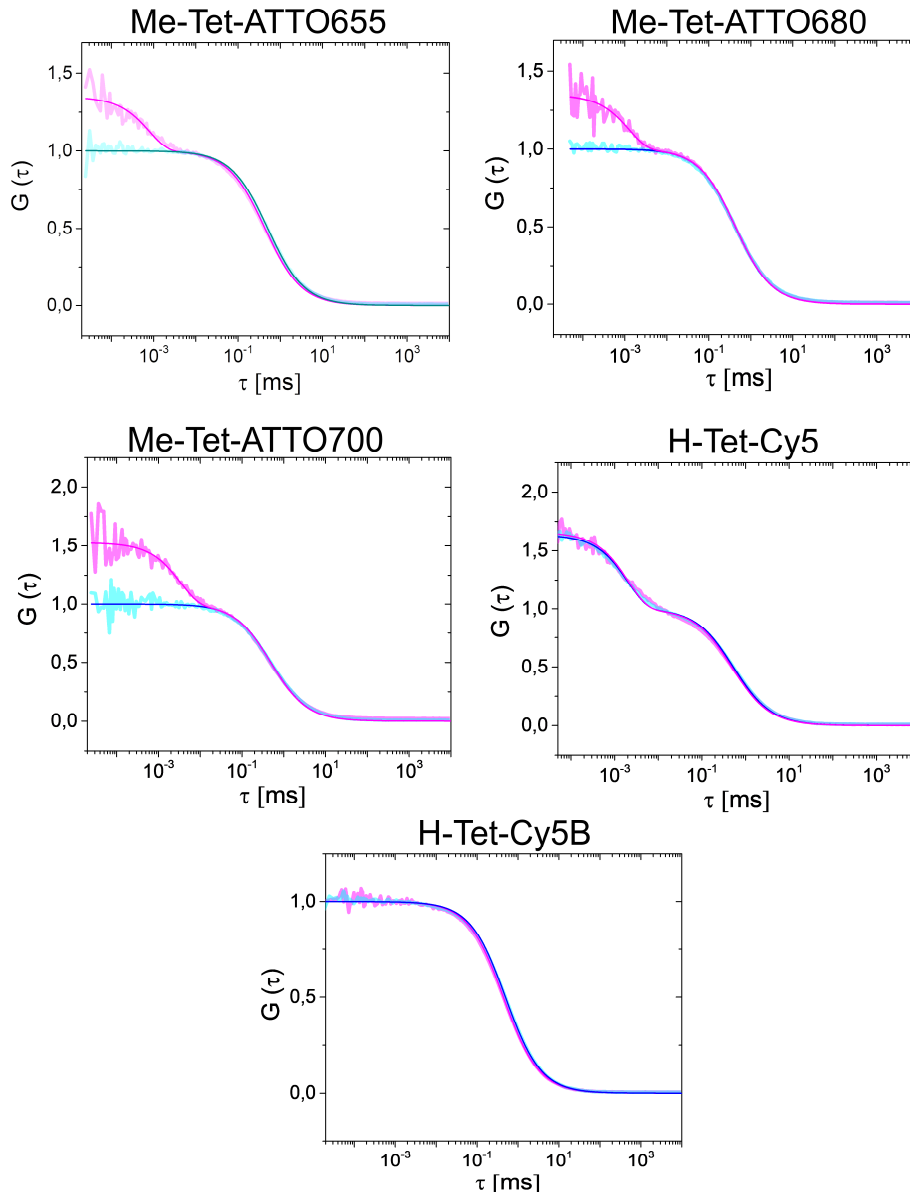 Me-Tet-ATTO655
1,5
1,0
0,5
0,0
G (τ)
10-3 10-1 101 103
τ [ms]
Me-Tet-ATTO680
1,5
1,0
0,5
0,0
G (τ)
10-3 10-1 101 103
τ [ms]
Me-Tet-ATTO700
2,0
1,5
1,0
0,5
0,0
G (τ)
10-3 10-1 101 103
τ [ms]
H-Tet-Cy5
2,0
1,5
1,0
0,5
0,0
G (τ)
10-3 10-1 101 103
τ [ms]
H-Tet-Cy5B
1,0
0,5
0,0
G (τ)
10-3 10-1 101 103
τ [ms]